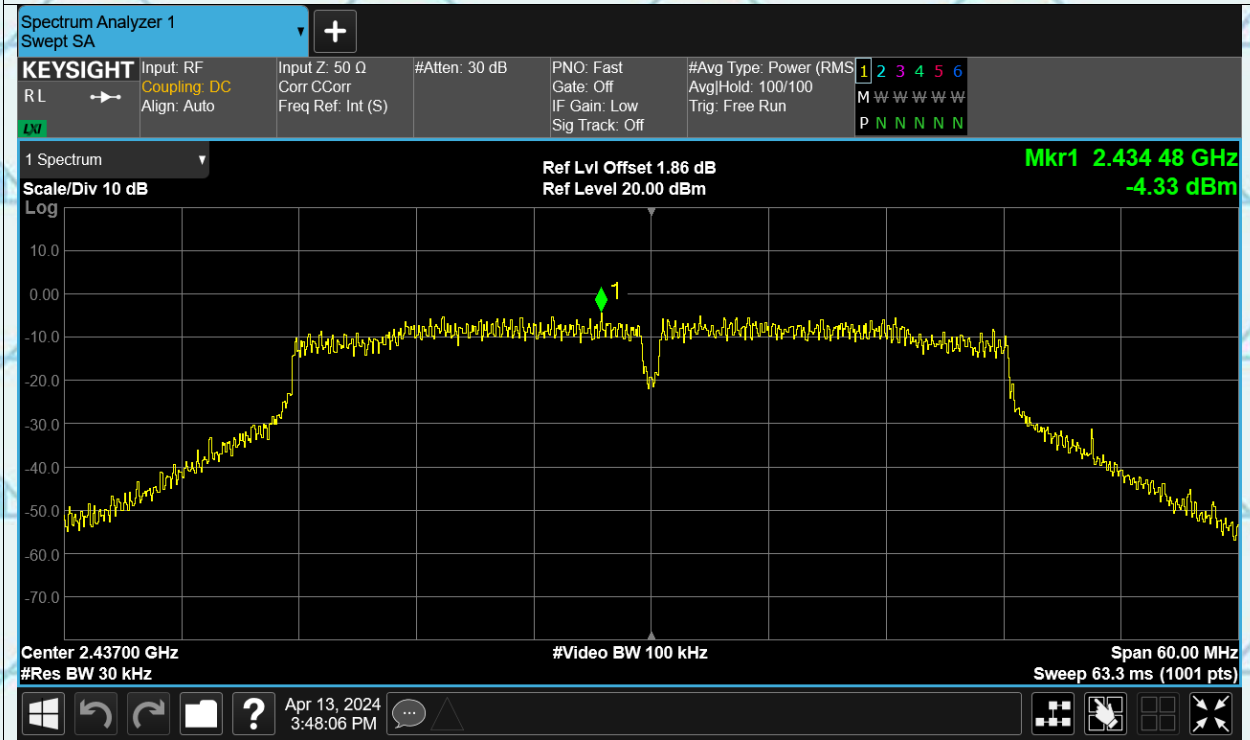 Spectrum Analyzer 1
Swept SA
KEYSIGHT
R L
LXI
Input: RF
Coupling: DC
Align: Auto
Input Z: 50 Ω
Corr CCorr
Freq Ref: Int (S)
#Atten: 30 dB
PNO: Fast
Gate: Off
IF Gain: Low
Sig Track: Off
#Avg Type: Power (RMS
Avg|Hold: 100/100
Trig: Free Run
1 2 3 4 5 6
M W W W W W
P N N N N N
1 Spectrum
Scale/Div 10 dB
Log
Ref Lvl Offset 1.86 dB
Ref Level 20.00 dBm
Mkr1 2.434 48 GHz
-4.33 dBm
1
10.0
0.00
-10.0
-20.0
-30.0
-40.0
-50.0
-60.0
-70.0
Center 2.43700 GHz
#Video BW 100 kHz
Span 60.00 MHz
#Res BW 30 kHz
Sweep 63.3 ms (1001 pts)
?
Apr 13, 2024
3:48:06 PM